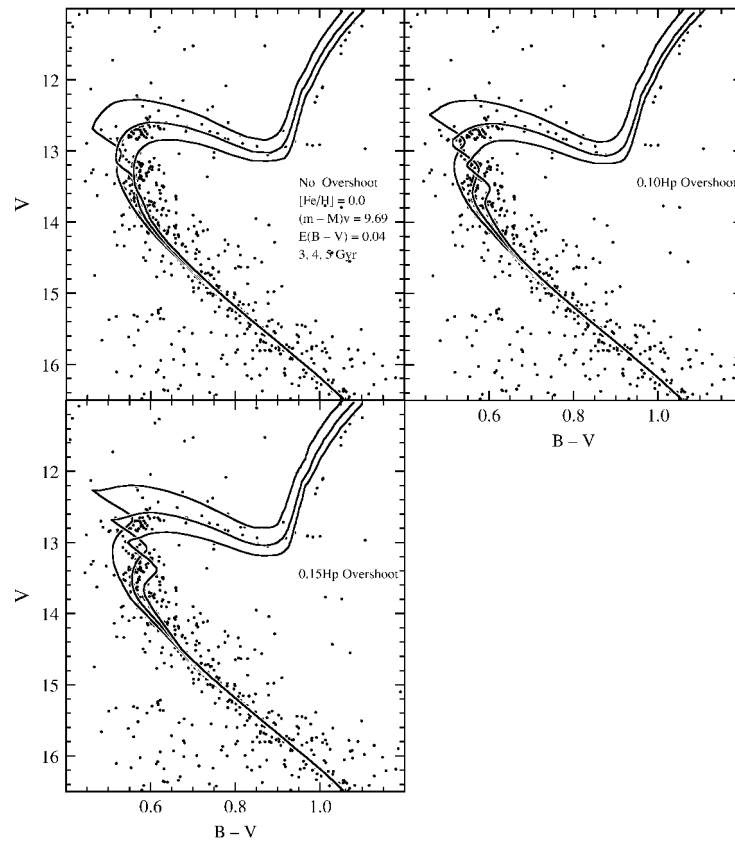 12
13
14
15
16
V
No Overshoot
[Fe/H] = 0.0
(m − M)v = 9.69
E(B − V) = 0.04
3, 4, 5 Gyr
0.10Hp Overshoot
0.6
0.8
1.0
B − V
12
13
14
15
16
V
0.15Hp Overshoot
0.6
0.8
1.0
B − V